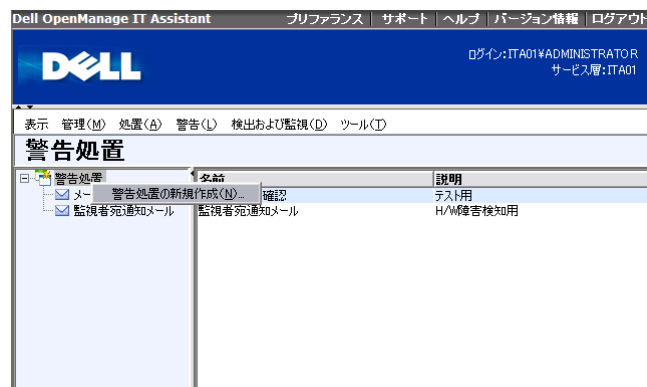 Dell OpenManage IT Assistant プリファランス | サポート | ヘルプ | バージョン情報 | ログアウト
DELL
ログイン:ITA01¥ADMINISTRATOR
サービス層:ITA01
表示 管理(M) 処置(A) 警告(L) 検出および監視(D) ツール(T)
警告処置
警告処置
名前 説明
メー
警告処置の新規作成(N)...
確認 テスト用
監視者宛通知メール
監視者宛通知メール H/W障害検知用